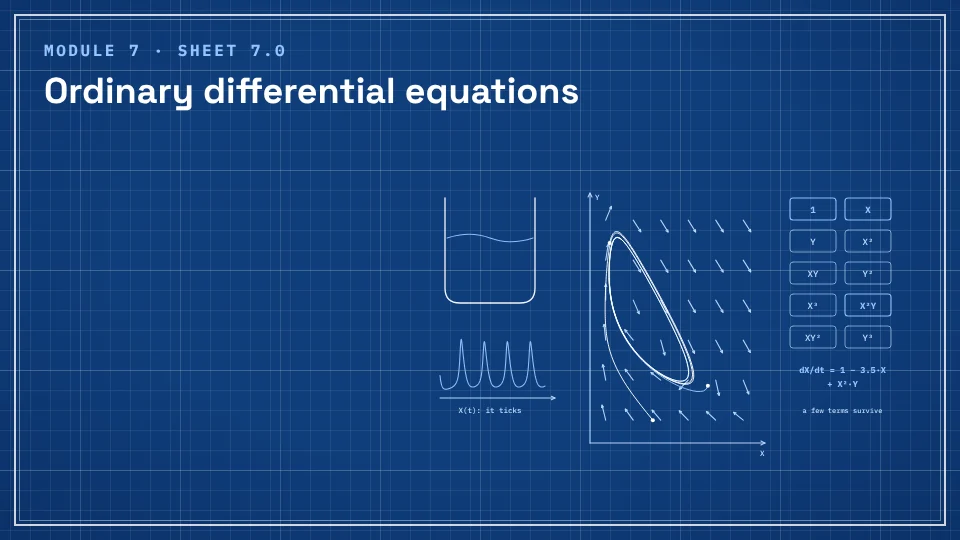 MODULE 7 · SHEET 7.0
Ordinary differential equations
Y
X
X(t): it ticks
1
X
Y
X²
XY
Y²
X³
X²Y
XY²
Y³
dX/dt = 1 − 3.5·X
+ X²·Y
a few terms survive